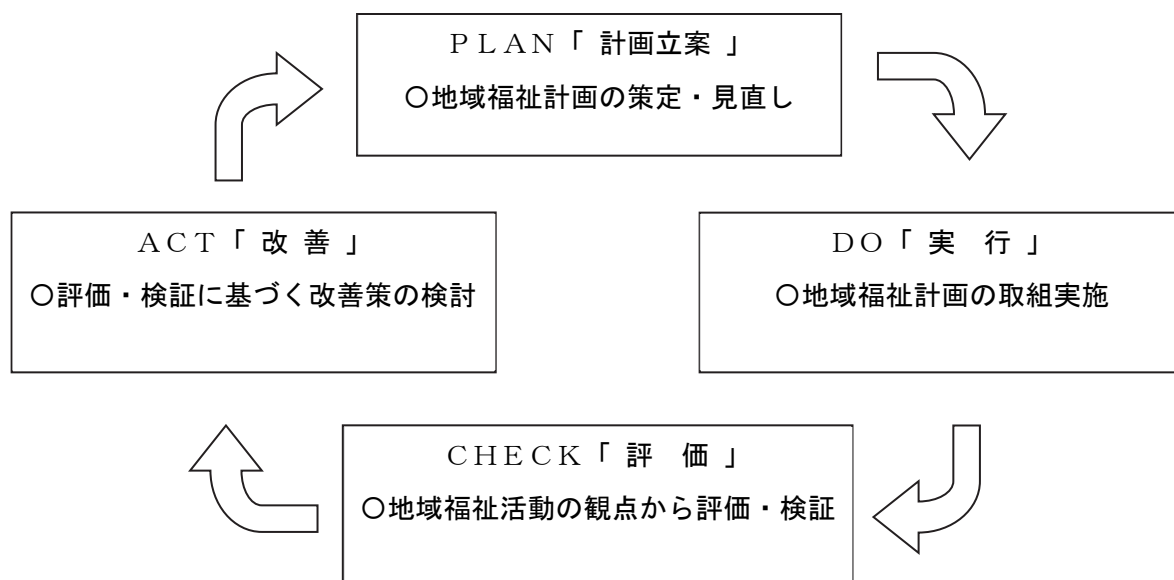 PLAN「 計画立案 」
○地域福祉計画の策定・見直し
ACT「 改 善 」
○評価・検証に基づく改善策の検討
DO「 実　行 」
○地域福祉計画の取組実施
CHECK「 評　価 」
○地域福祉活動の観点から評価・検証